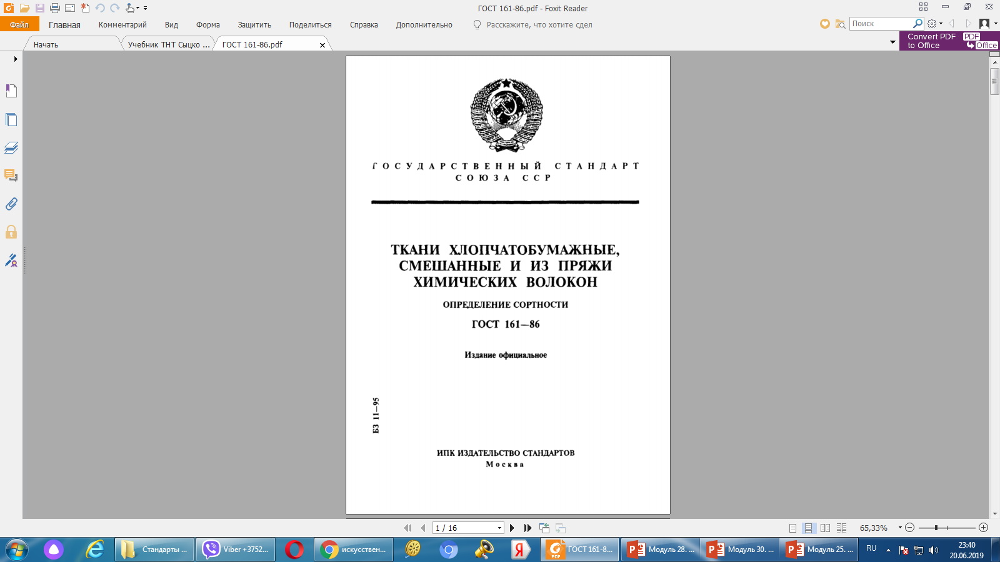 ГОСТ 161-86.pdf - Foxit Reader
Файл Главная Комментарий Вид Форма Защитить Поделиться Справка Дополнительно Расскажите, что хотите сдел Поиск
Начать Учебник ТНТ Сыцко ... ГОСТ 161-86.pdf
Convert PDF to Office PDF Office
ГОСУДАРСТВЕННЫЙ СТАНДАРТ
СОЮЗА ССР
ТКАНИ ХЛОПЧАТОБУМАЖНЫЕ,
СМЕШАННЫЕ И ИЗ ПРЯЖИ
ХИМИЧЕСКИХ ВОЛОКОН
ОПРЕДЕЛЕНИЕ СОРТНОСТИ
ГОСТ 161—86
Издание официальное
БЗ 11—95
ИПК ИЗДАТЕЛЬСТВО СТАНДАРТОВ
Москва
1 / 16 65,33%
Стандарты ... Viber +3752... искусствен... ГОСТ 161-8... Модуль 28. ... Модуль 30. ... Модуль 25. ... RU 23:40
20.06.2019